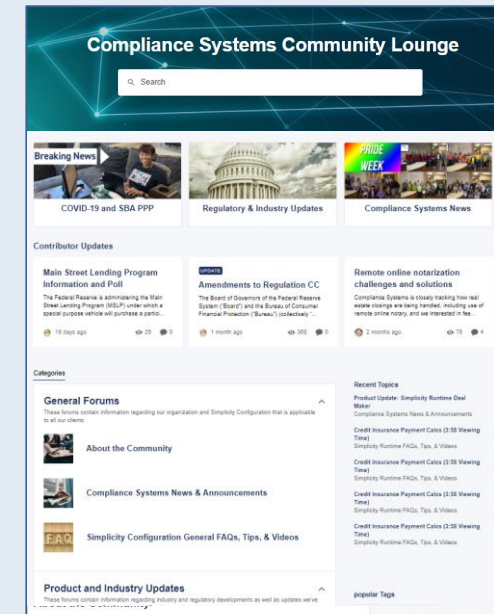 Compliance Systems Community Lounge
Search
Breaking News
PRIDE
WEEK
COVID-19 and SBA PPP
Regulatory & Industry Updates
Compliance Systems News
Contributor Updates
Main Street Lending Program
Information and Poll
The Federal Reserve is administering the Main
Street Lending Program (MSLP) under which a
special purpose vehicle will purchase a partici...
19 days ago
28
0
UPDATE
Amendments to Regulation CC
The Board of Governors of the Federal Reserve
System ("Board") and the Bureau of Consumer
Financial Protection ("Bureau") (collectively "...
1 month ago
368
0
Remote online notarization
challenges and solutions
Compliance Systems is closely tracking how real
estate closings are being handled, including use of
remote online notary, and we interested in fee...
2 months ago
78
4
Categories
General Forums
These forums contain information regarding our organization and Simplicity Configuration that is applicable
to all our clients.
About the Community
Compliance Systems News & Announcements
FAQ
Simplicity Configuration General FAQs, Tips, & Videos
Product and Industry Updates
These forums contain information regarding industry and regulatory developments as well as updates we've
Recent Topics
Product Update: Simplicity Runtime Deal
Maker
Compliance Systems News & Announcements
Credit Insurance Payment Calcs (3:58 Viewing
Time)
Simplicity Runtime FAQs, Tips, & Videos
Credit Insurance Payment Calcs (3:58 Viewing
Time)
Simplicity Runtime FAQs, Tips, & Videos
Credit Insurance Payment Calcs (3:58 Viewing
Time)
Simplicity Runtime FAQs, Tips, & Videos
Credit Insurance Payment Calcs (3:58 Viewing
Time)
Simplicity Runtime FAQs, Tips, & Videos
popular Tags